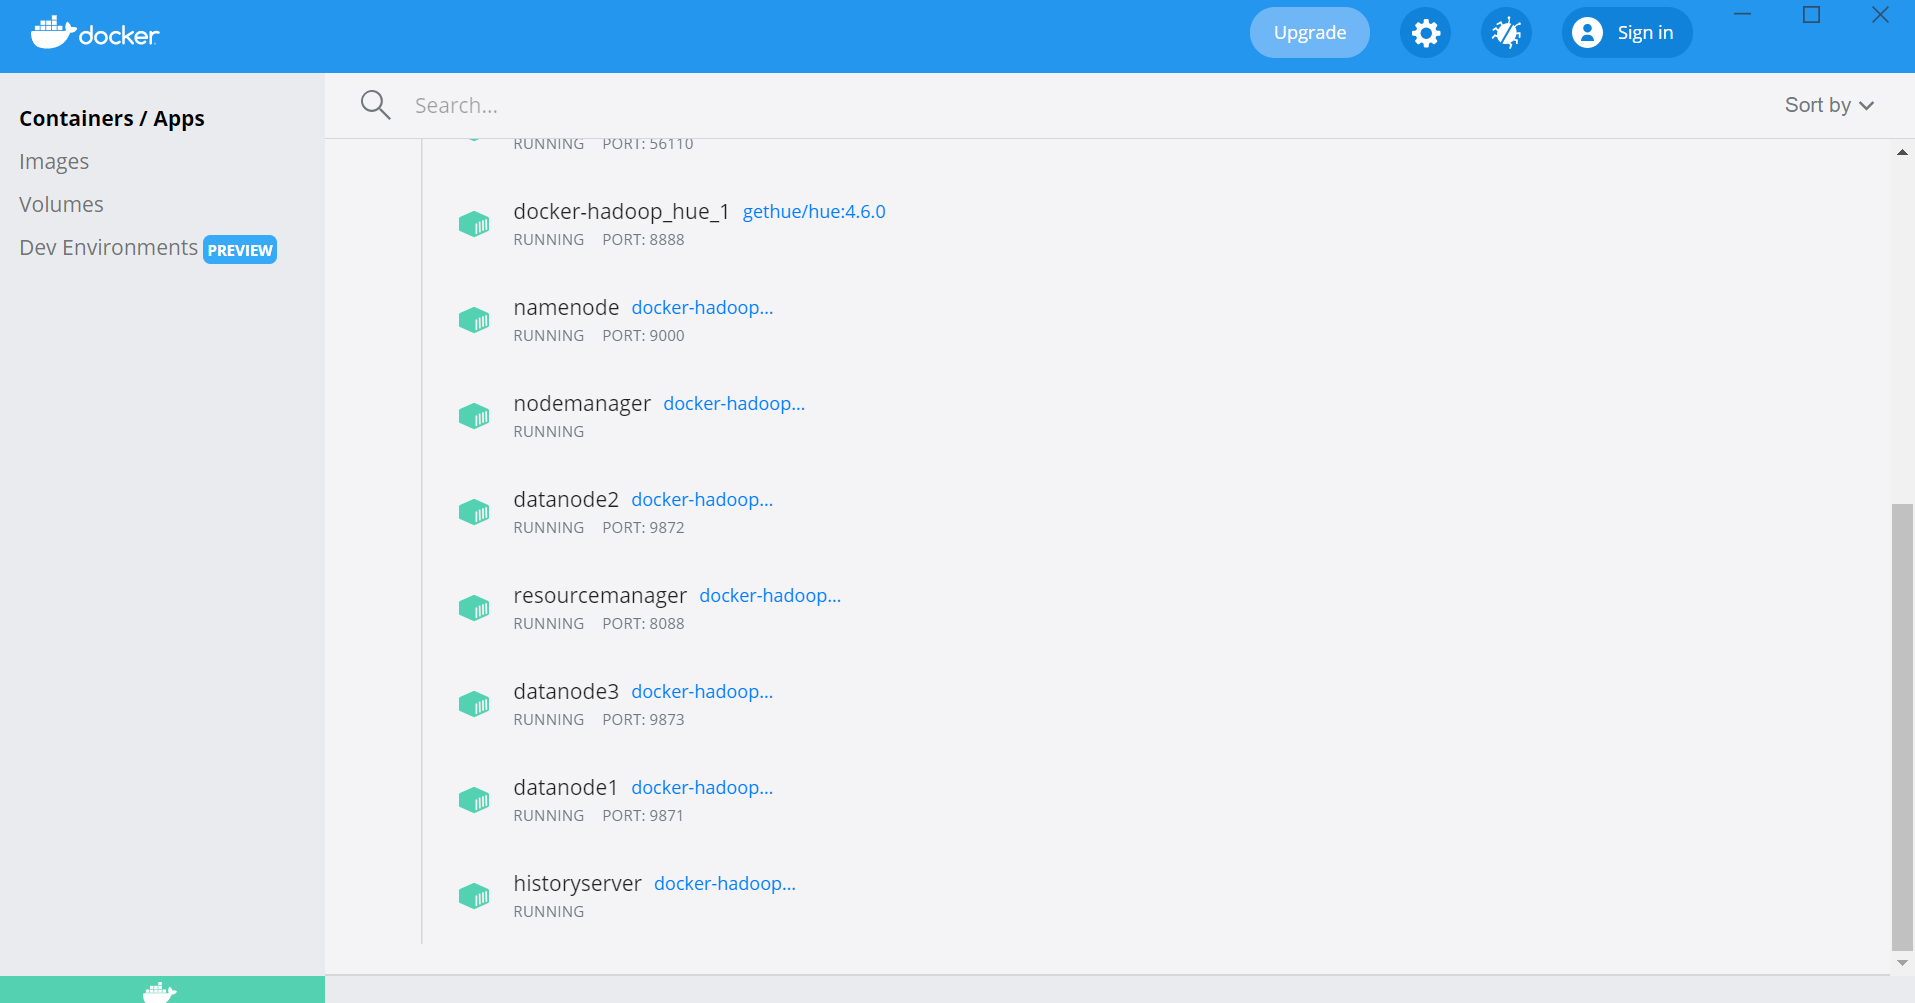 docker
Upgrade
Sign in
Containers / Apps
Images
Volumes
Dev Environments PREVIEW
Search...
Sort by
RUNNING PORT: 56110
docker-hadoop_hue_1 gethue/hue:4.6.0
RUNNING PORT: 8888
namenode docker-hadoop...
RUNNING PORT: 9000
nodemanager docker-hadoop...
RUNNING
datanode2 docker-hadoop...
RUNNING PORT: 9872
resourcemanager docker-hadoop...
RUNNING PORT: 8088
datanode3 docker-hadoop...
RUNNING PORT: 9873
datanode1 docker-hadoop...
RUNNING PORT: 9871
historyserver docker-hadoop...
RUNNING